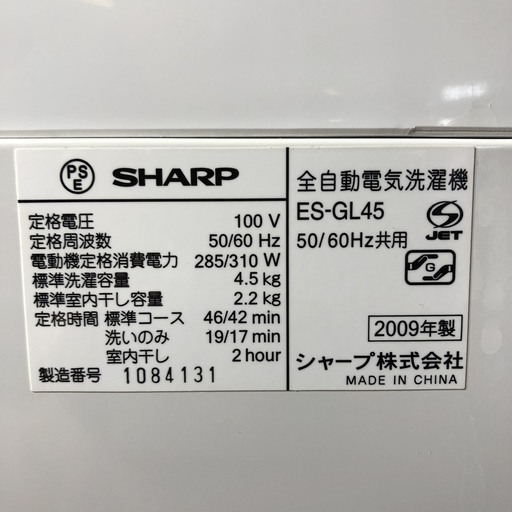 PS
E
SHARP
定格電圧 100 V
定格周波数 50/60 Hz
電動機定格消費電力 285/310 W
標準洗濯容量 4.5 kg
標準室内干し容量 2.2 kg
定格時間 標準コース 46/42 min
洗いのみ 19/17 min
室内干し 2 hour
製造番号 1084131
全自動電気洗濯機
ES-GL45
50/60Hz共用
JET
G
2009年製
シャープ株式会社
MADE IN CHINA